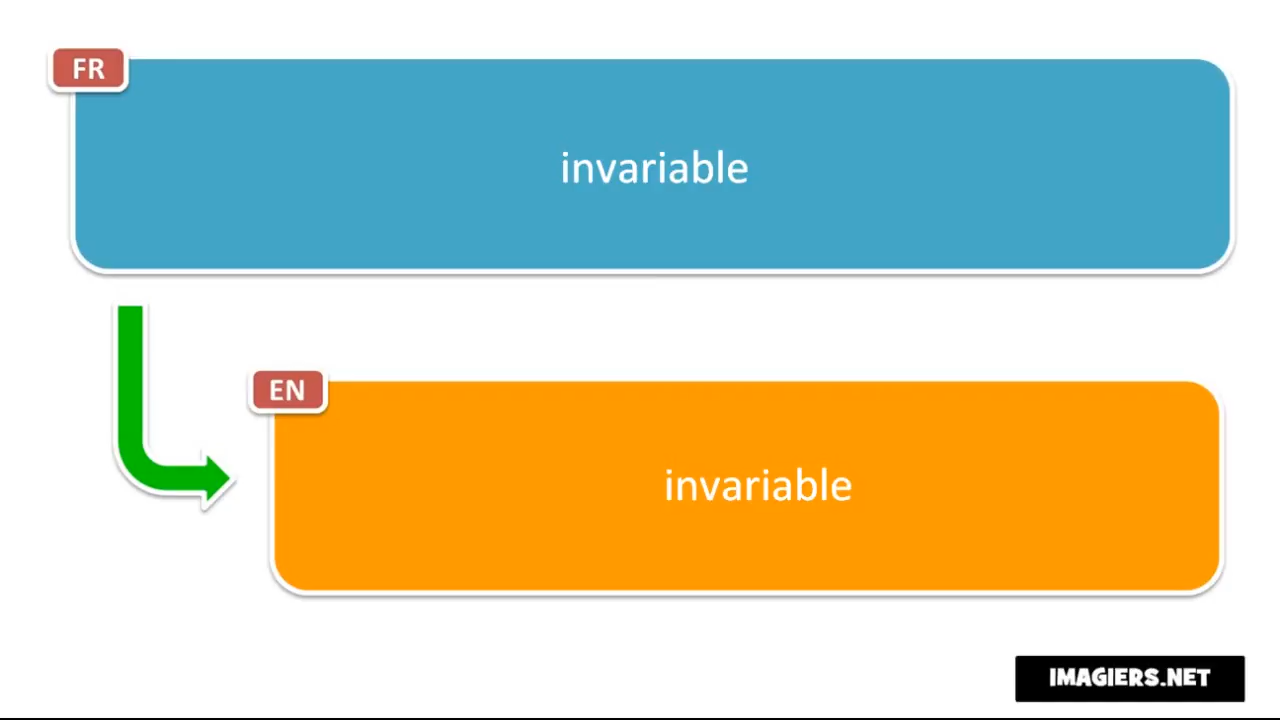 FR
invariable
EN
invariable
IMAGIERS.NET